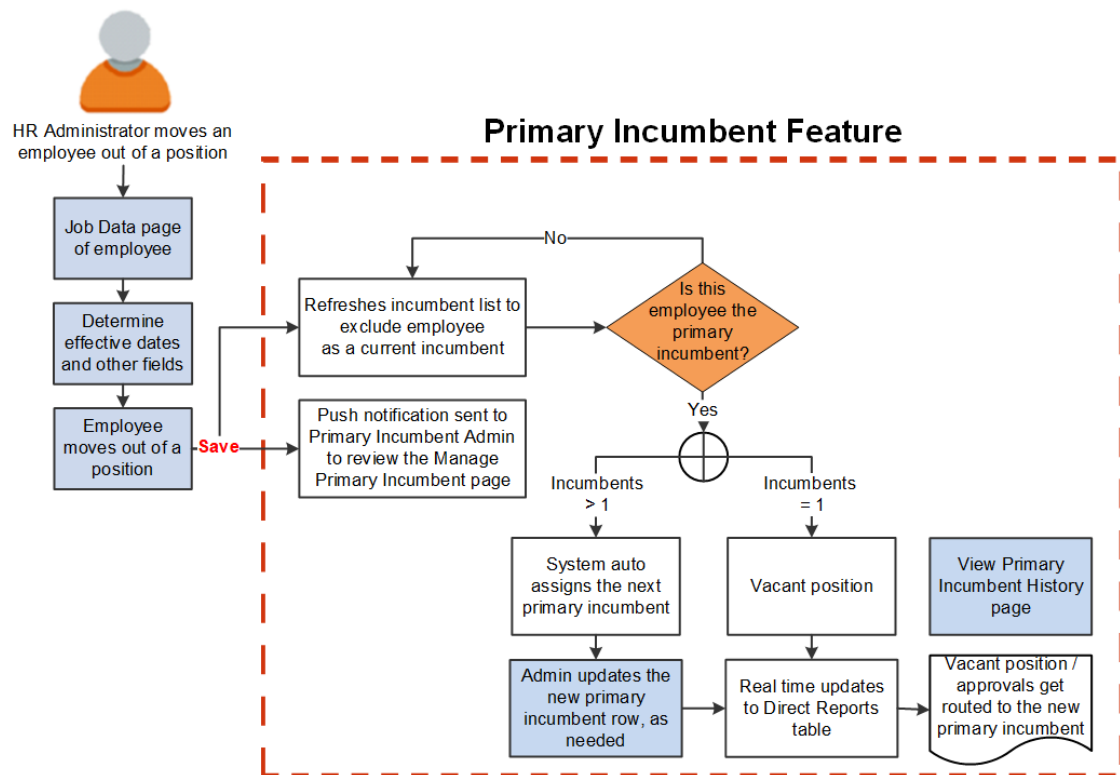 HR Administrator moves an
employee out of a position
Primary Incumbent Feature
Job Data page
of employee
Determine
effective dates
and other fields
Employee
moves out of a
position
Save
No
Refreshes incumbent list to
exclude employee
as a current incumbent
Is this
employee the
primary
incumbent?
Push notification sent to
Primary Incumbent Admin
to review the Manage
Primary Incumbent page
Yes
Incumbents
> 1
Incumbents
= 1
System auto
assigns the next
primary incumbent
Vacant position
View Primary
Incumbent History
page
Admin updates the
new primary
incumbent row, as
needed
Real time updates
to Direct Reports
table
Vacant position /
approvals get
routed to the new
primary incumbent